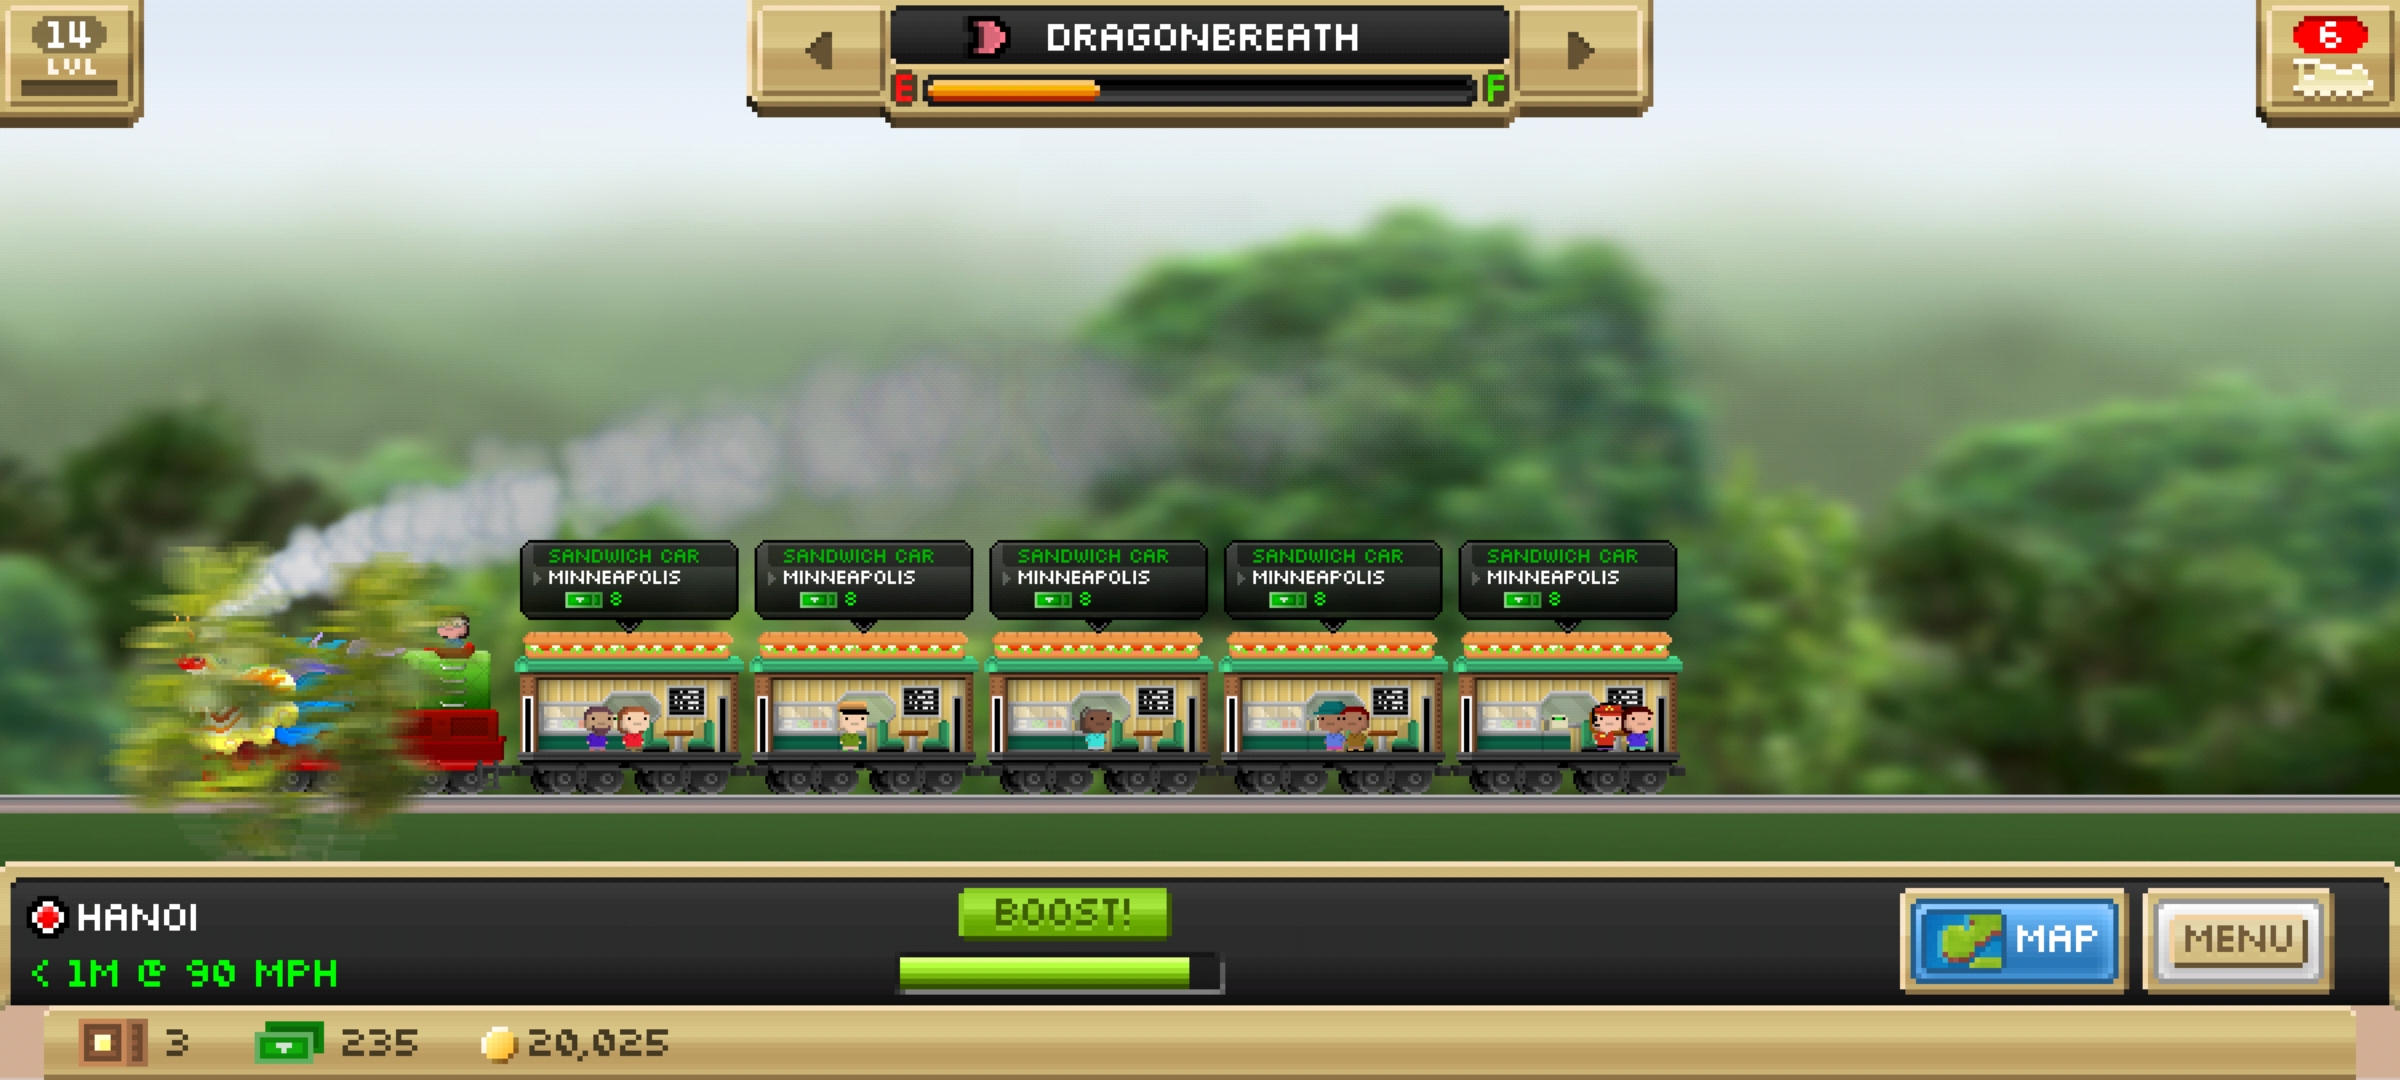 14
LVL
DRAGONBREATH
E F
6
SANDWICH CAR
MINNEAPOLIS
8
SANDWICH CAR
MINNEAPOLIS
8
SANDWICH CAR
MINNEAPOLIS
8
SANDWICH CAR
MINNEAPOLIS
8
SANDWICH CAR
MINNEAPOLIS
8
HANOI
< 1M @ 90 MPH
BOOST!
MAP
MENU
3
235
20,025